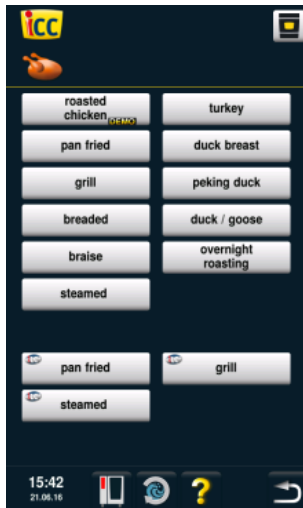 icc
roasted
chicken DEMO
turkey
pan fried
duck breast
grill
peking duck
breaded
duck / goose
braise
overnight
roasting
steamed
pan fried
grill
steamed
15:42
21.06.16
?